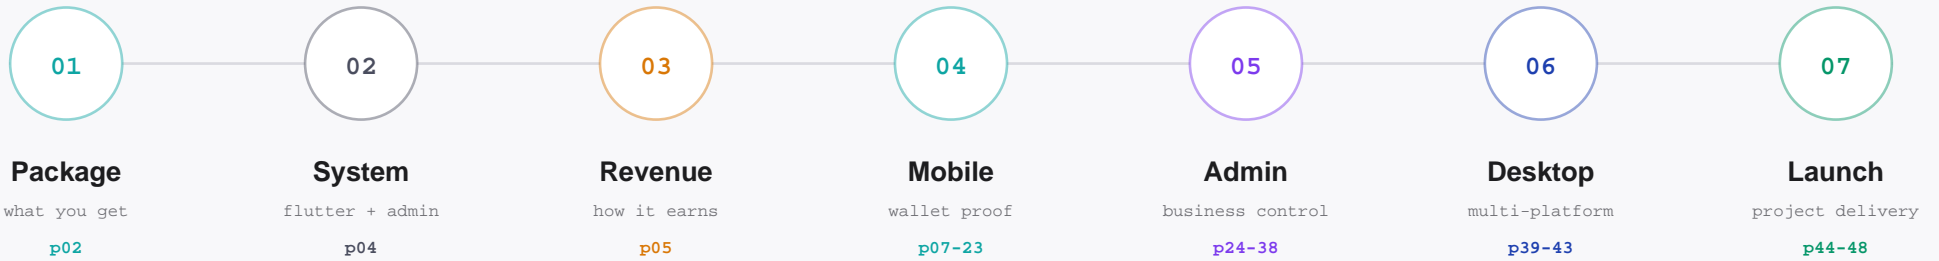 01 02 03 04 05 06 07
Package System Revenue Mobile Admin Desktop Launch
what you get flutter + admin how it earns wallet proof business control multi-platform project delivery
p02 p04 p05 p07-23 p24-38 p39-43 p44-48